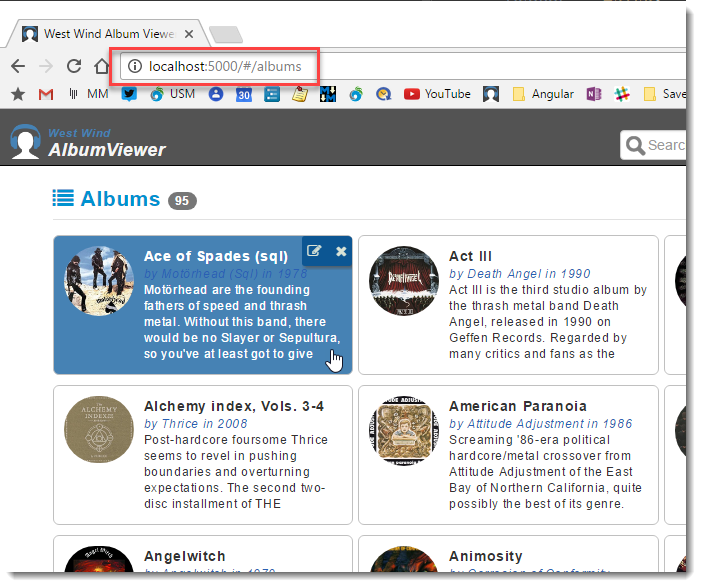 West Wind Album Viewe
localhost:5000/#/albums
MM USM 30 YouTube Angular Save
West Wind
AlbumViewer
Searc
Albums 95
Ace of Spades (sql)
by Motörhead (Sql) in 1978
Motörhead are the founding
fathers of speed and thrash
metal. Without this band, there
would be no Slayer or Sepultura,
so you've at least got to give
Act III
by Death Angel in 1990
Act III is the third studio album by
the thrash metal band Death
Angel, released in 1990 on
Geffen Records. Regarded by
many critics and fans as the
Alchemy index, Vols. 3-4
by Thrice in 2008
Post-hardcore foursome Thrice
seems to revel in pushing
boundaries and overturning
expectations. The second two-
disc installment of THE
American Paranoia
by Attitude Adjustment in 1986
Screaming '86-era political
hardcore/metal crossover from
Attitude Adjustment of the East
Bay of Northern California, quite
possibly the best of its genre.
Angelwitch
Animosity